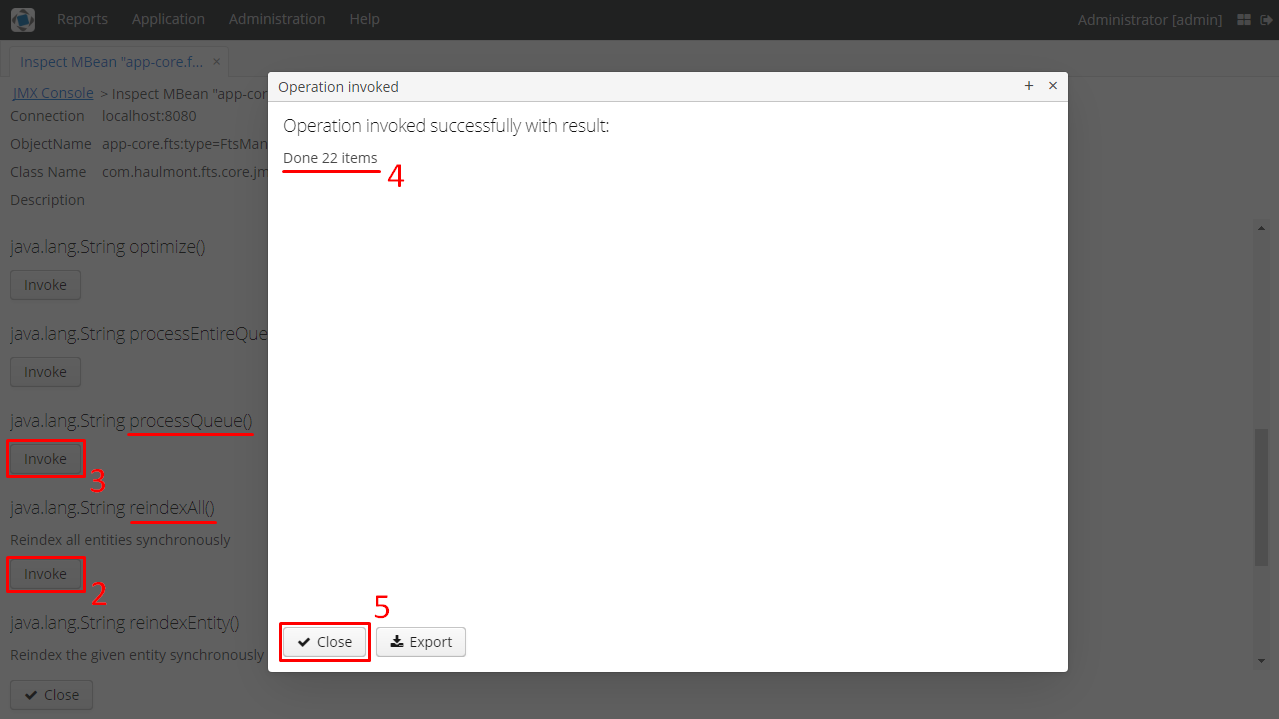 Reports Application Administration Help Administrator [admin]
Inspect MBean "app-core.f... ×
JMX Console > Inspect MBean "app-cor
Connection localhost:8080
ObjectName app-core.fts:type=FtsMan
Class Name com.haulmont.fts.core.jm
Description
java.lang.String optimize()
Invoke
java.lang.String processEntireQue
Invoke
java.lang.String processQueue()
Invoke
3
java.lang.String reindexAll()
Reindex all entities synchronously
Invoke
2
java.lang.String reindexEntity()
Reindex the given entity synchronously
Close
Operation invoked + ×
Operation invoked successfully with result:
Done 22 items
4
5
Close Export